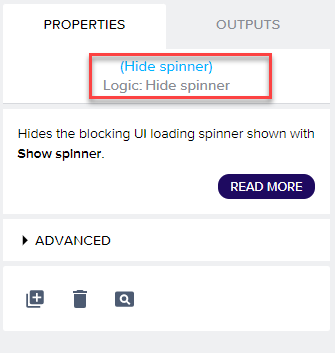 PROPERTIES
OUTPUTS
(Hide spinner)
Logic: Hide spinner
Hides the blocking UI loading spinner shown with
Show spinner.
READ MORE
ADVANCED